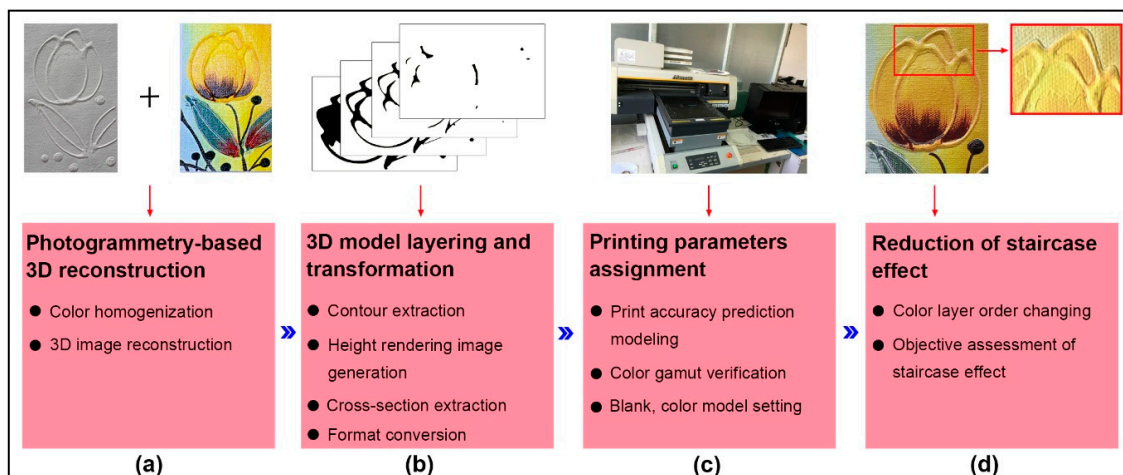 Photogrammetry-based
3D reconstruction
● Color homogenization
● 3D image reconstruction
(a)
3D model layering and
transformation
● Contour extraction
● Height rendering image
generation
● Cross-section extraction
● Format conversion
(b)
Printing parameters
assignment
● Print accuracy prediction
modeling
● Color gamut verification
● Blank, color model setting
(c)
Reduction of staircase
effect
● Color layer order changing
● Objective assessment of
staircase effect
(d)